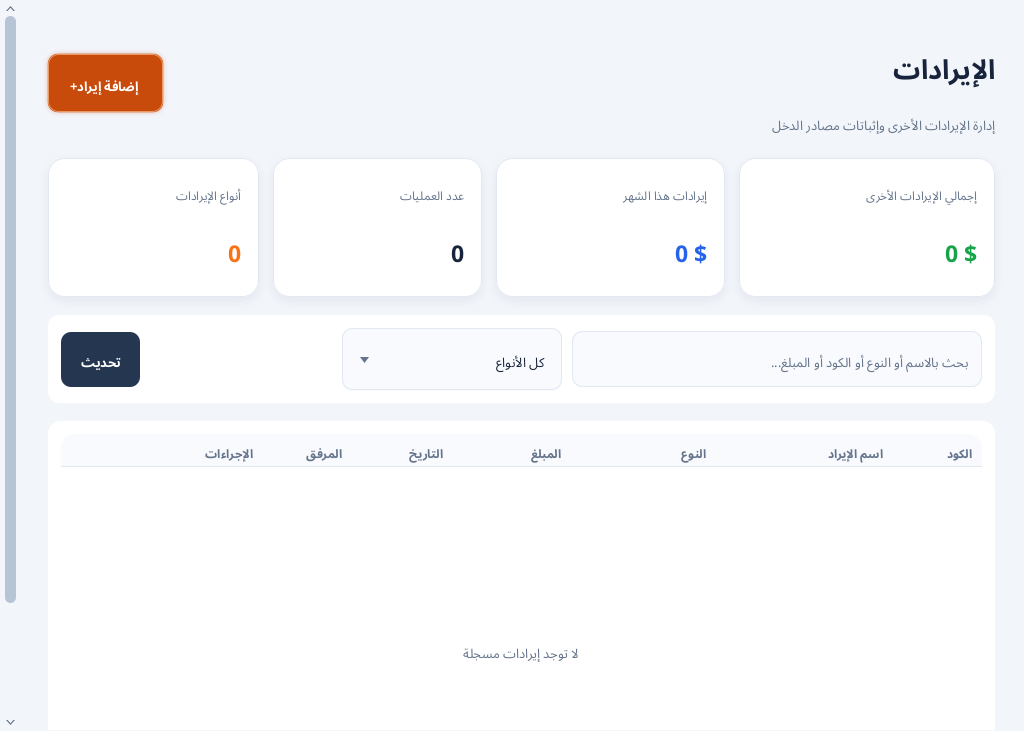 الإيرادات
إضافة إيراد+
إدارة الإيرادات الأخرى وإثباتات مصادر الدخل
إجمالي الإيرادات الأخرى
$ 0
إيرادات هذا الشهر
$ 0
عدد العمليات
0
أنواع الإيرادات
0
بحث بالاسم أو النوع أو الكود أو المبلغ...
كل الأنواع
تحديث
الكود اسم الإيراد النوع المبلغ التاريخ المرفق الإجراءات
لا توجد إيرادات مسجلة